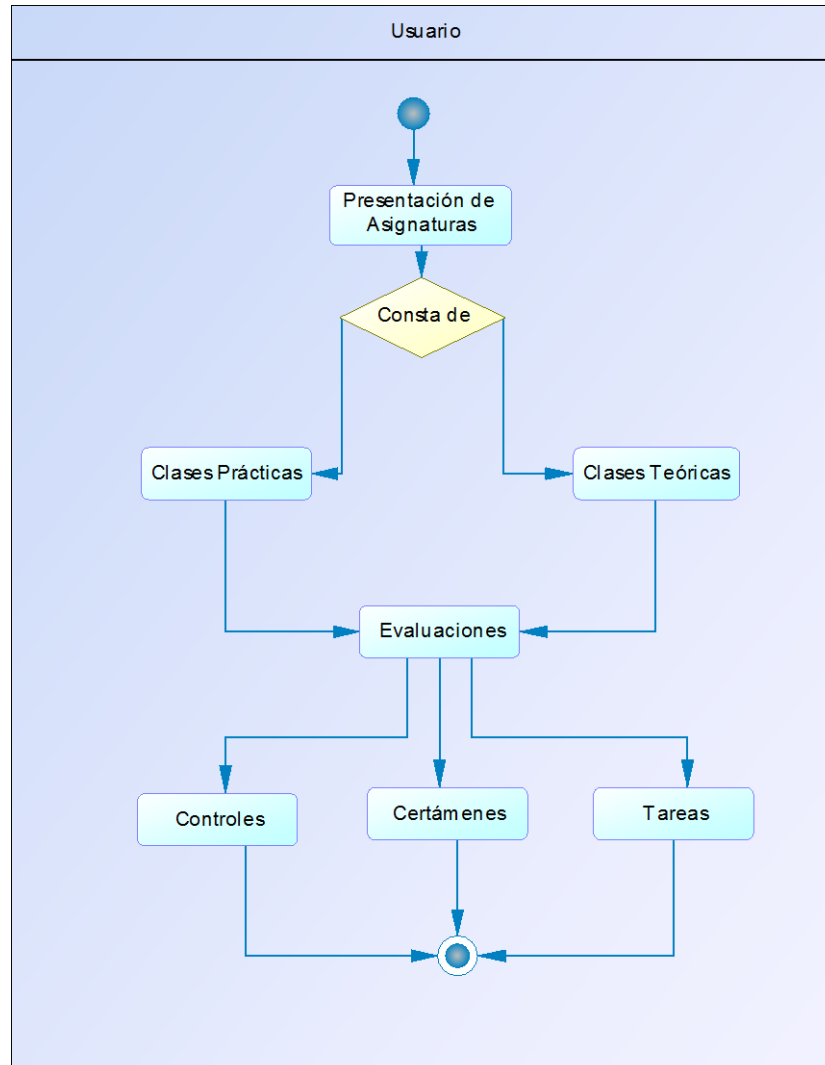 Usuario
Presentación de
Asignaturas
Consta de
Clases Prácticas
Clases Teóricas
Evaluaciones
Controles
Certámenes
Tareas